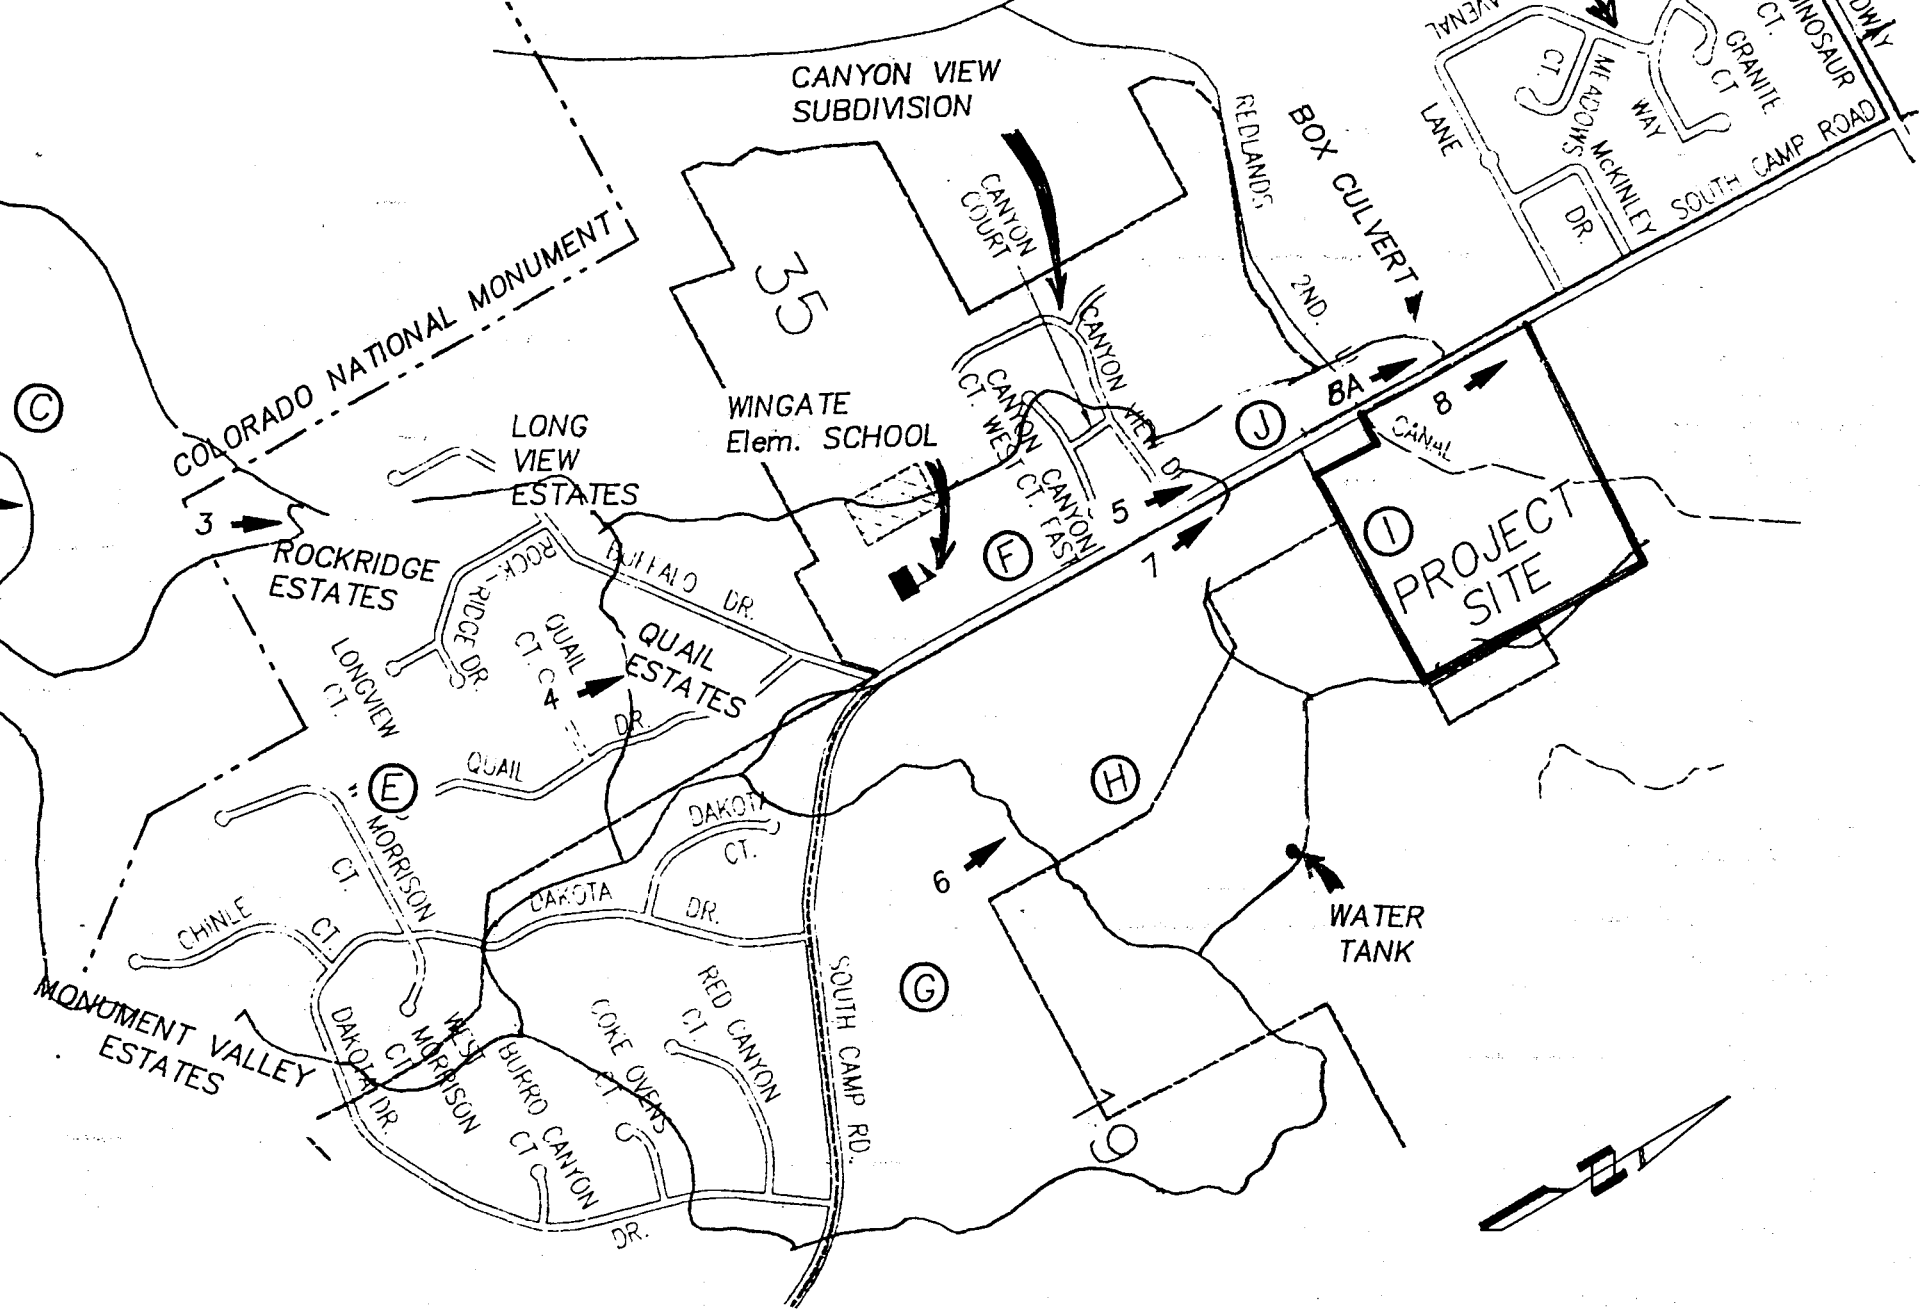 CANYON VIEW
SUBDIVISION
CANYON
COURT
REDLANDS
2ND.
BOX CULVERT
LANE
CT.
MEADOWS
WAY
GRANITE
CT
CT.
DINOSAUR
McKINLEY
DR.
SOUTH CAMP ROAD
COLORADO NATIONAL MONUMENT
35
C
3
ROCKRIDGE
ESTATES
LONG
VIEW
ESTATES
WINGATE
Elem. SCHOOL
CANYON VIEW DR
CANYON
CT. WEST
CANYON
CT. EAST
CANYON
F
5
7
J
8A
8
CANAL
I
PROJECT
SITE
ROCK-RIDGE DR.
BUFFALO DR.
QUAIL
CT.
4
QUAIL
ESTATES
LONGVIEW
CT.
QUAIL
DR.
E
MORRISON
CT.
DAKOTA
CT.
DAKOTA
DR.
CHINLE
CT.
H
6
WATER
TANK
G
MONUMENT VALLEY
ESTATES
DAKOTA DR.
WEST
MORRISON
CT.
BURRO CANYON
CT
COKE OVENS
CT.
RED CANYON
CT.
SOUTH CAMP RD.
DR.
19